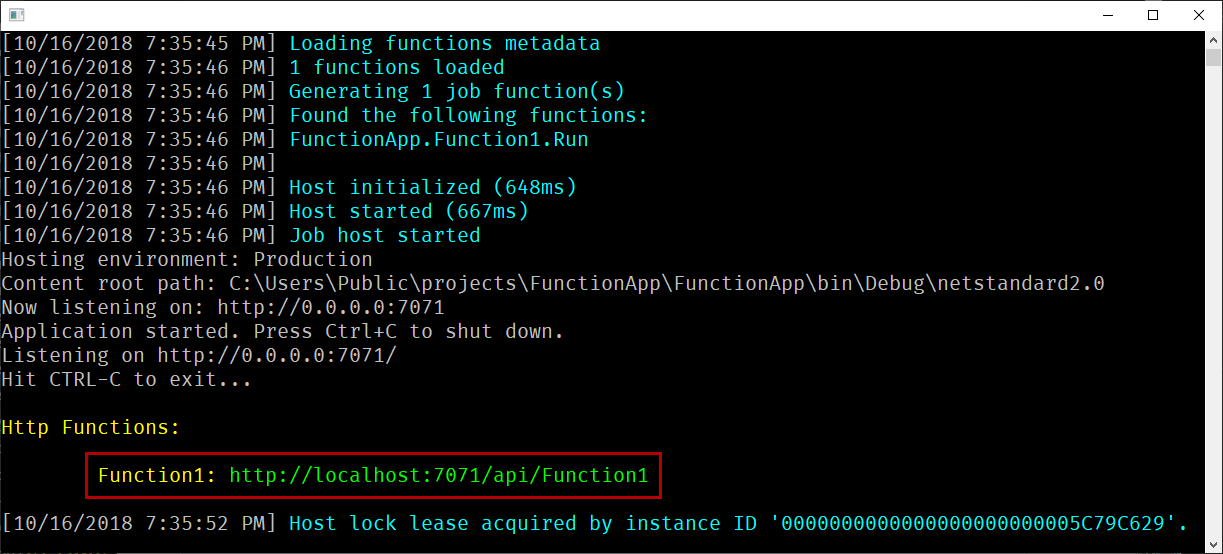 [10/16/2018 7:35:45 PM] Loading functions metadata
[10/16/2018 7:35:46 PM] 1 functions loaded
[10/16/2018 7:35:46 PM] Generating 1 job function(s)
[10/16/2018 7:35:46 PM] Found the following functions:
[10/16/2018 7:35:46 PM] FunctionApp.Function1.Run
[10/16/2018 7:35:46 PM]
[10/16/2018 7:35:46 PM] Host initialized (648ms)
[10/16/2018 7:35:46 PM] Host started (667ms)
[10/16/2018 7:35:46 PM] Job host started
Hosting environment: Production
Content root path: C:\Users\Public\projects\FunctionApp\FunctionApp\bin\Debug\netstandard2.0
Now listening on: http://0.0.0.0:7071
Application started. Press Ctrl+C to shut down.
Listening on http://0.0.0.0:7071/
Hit CTRL-C to exit...
Http Functions:
Function1: http://localhost:7071/api/Function1
[10/16/2018 7:35:52 PM] Host lock lease acquired by instance ID '0000000000000000000000005C79C629'.